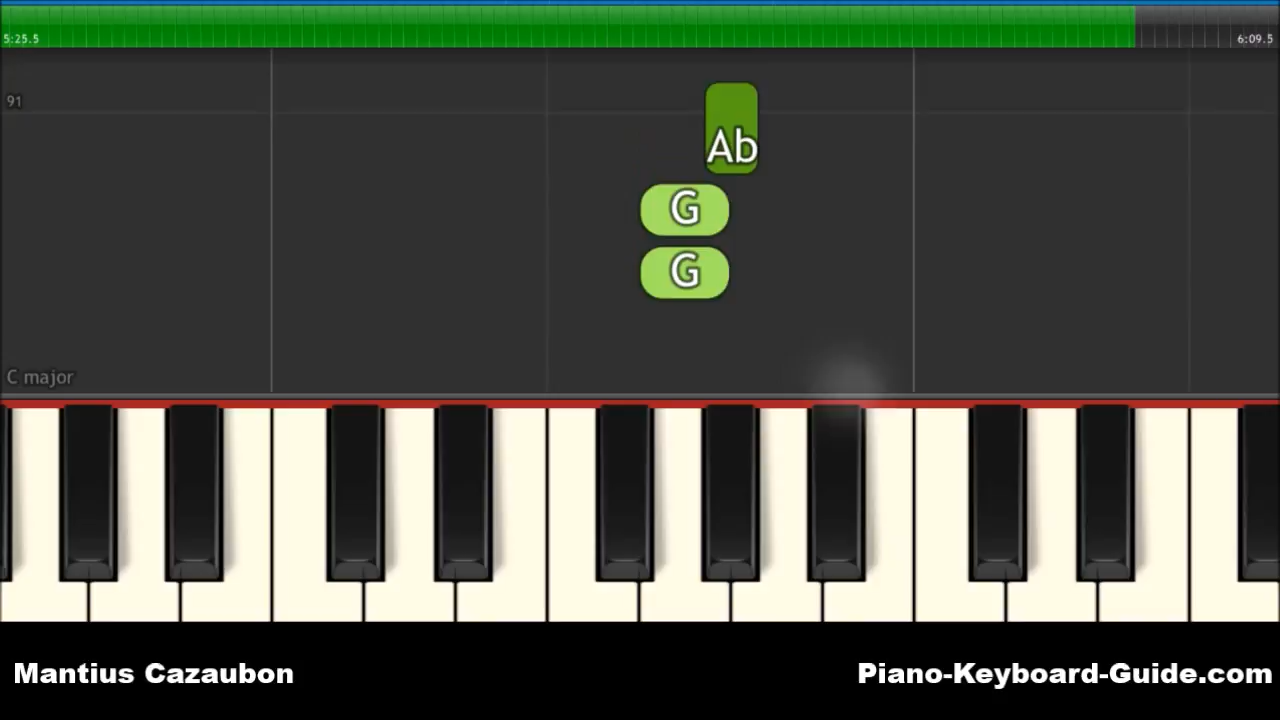 5:25.5
6:09.5
91
Ab
G
G
C major
Mantius Cazaubon
Piano-Keyboard-Guide.com